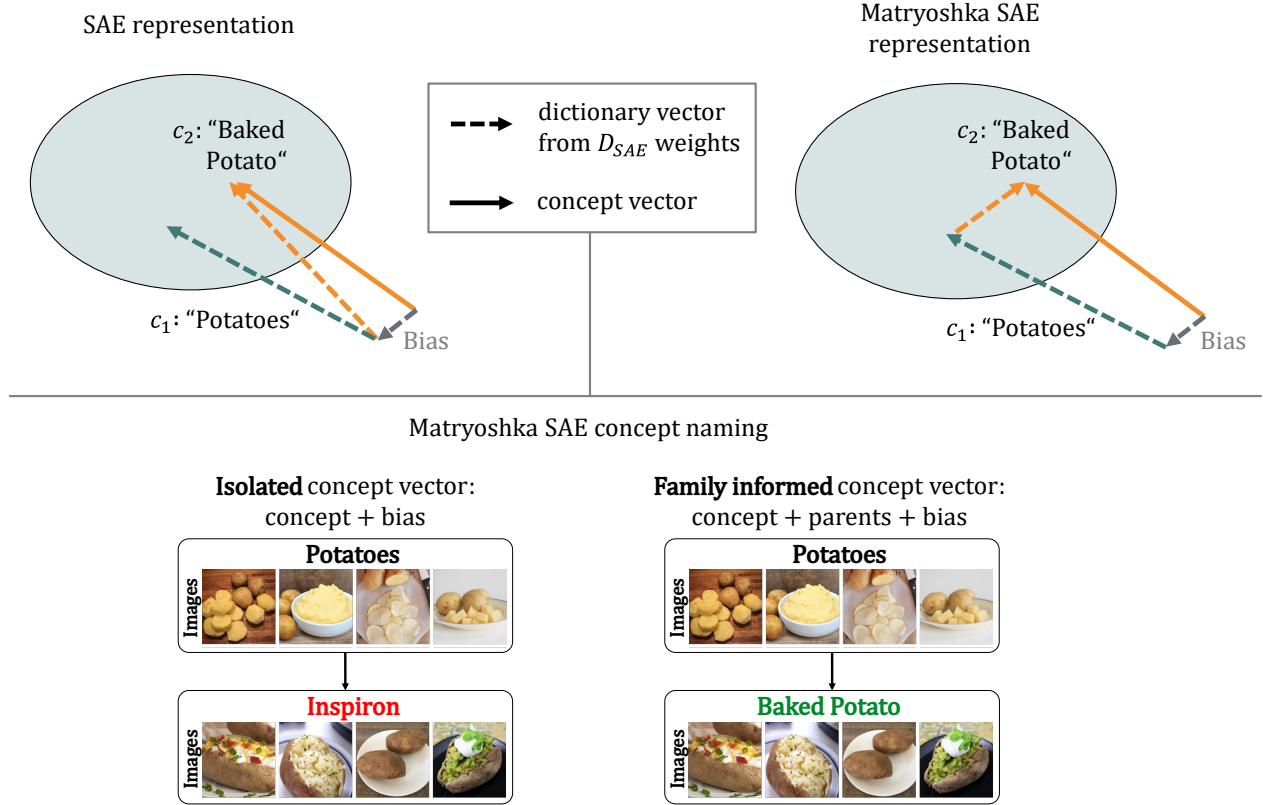 SAE representation
Matryoshka SAE
representation
c₂: “Baked
Potato“
c₁: “Potatoes“
Bias
dictionary vector
from D_SAE weights
concept vector
c₂: “Baked
Potato“
c₁: “Potatoes“
Bias
Matryoshka SAE concept naming
Isolated concept vector:
concept + bias
Potatoes
Images
Inspiron
Images
Family informed concept vector:
concept + parents + bias
Potatoes
Images
Baked Potato
Images